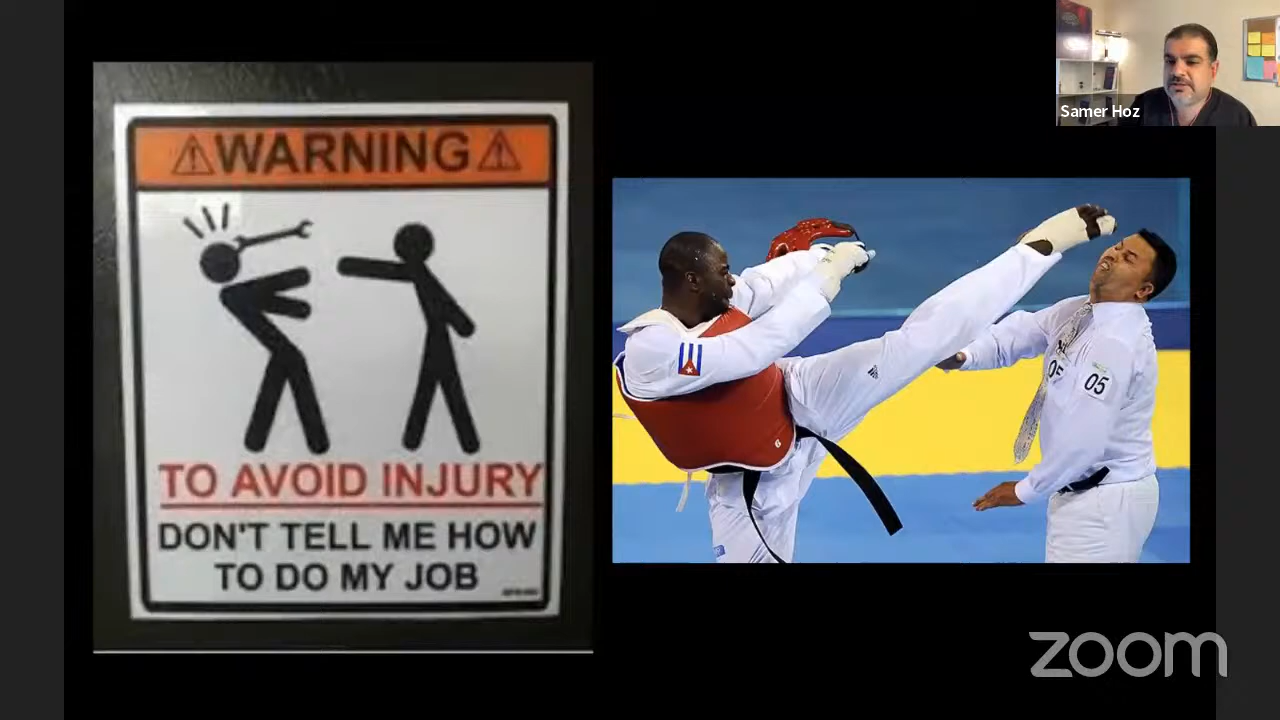 WARNING
TO AVOID INJURY
DON'T TELL ME HOW
TO DO MY JOB
05
05
Samer Hoz
zoom